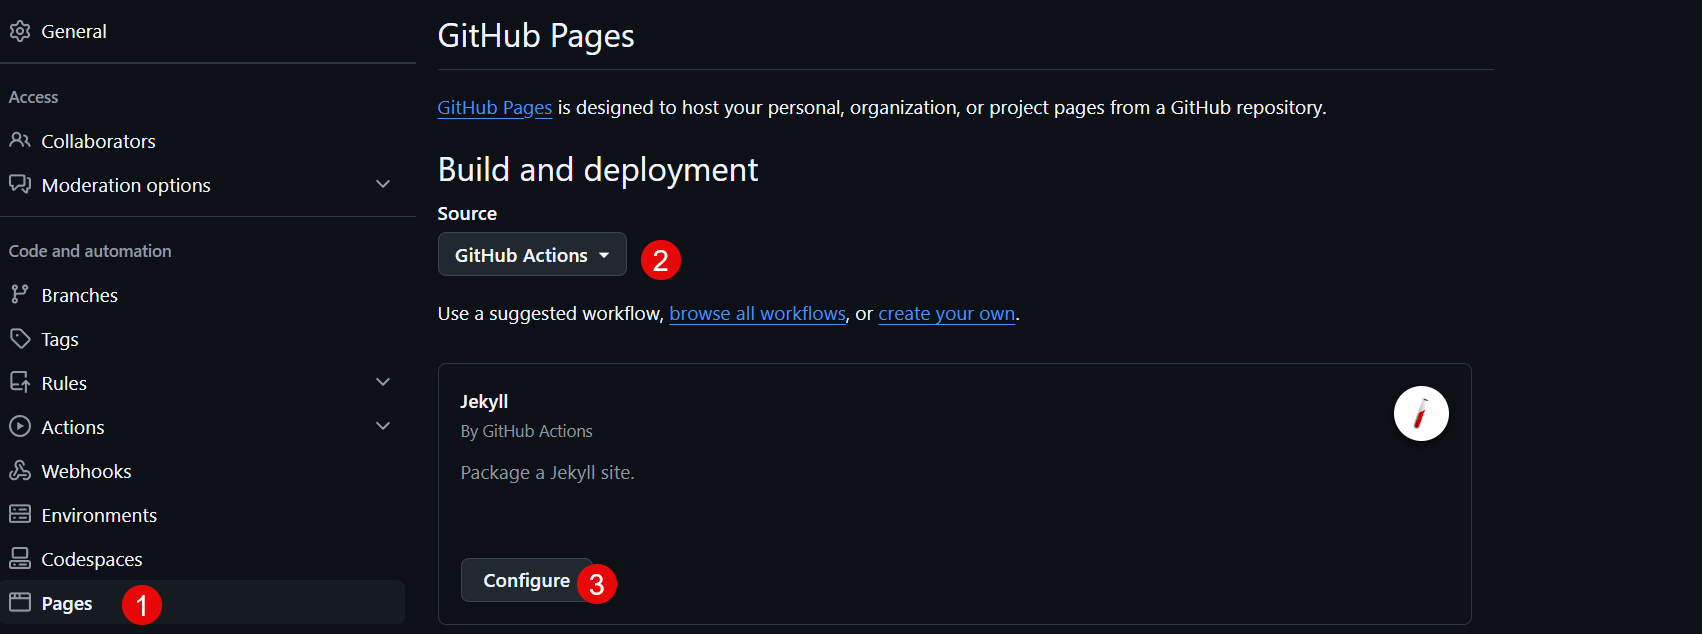 General
Access
Collaborators
Moderation options
Code and automation
Branches
Tags
Rules
Actions
Webhooks
Environments
Codespaces
Pages 1
GitHub Pages
GitHub Pages is designed to host your personal, organization, or project pages from a GitHub repository.
Build and deployment
Source
GitHub Actions 2
Use a suggested workflow, browse all workflows, or create your own.
Jekyll
By GitHub Actions
Package a Jekyll site.
Configure 3